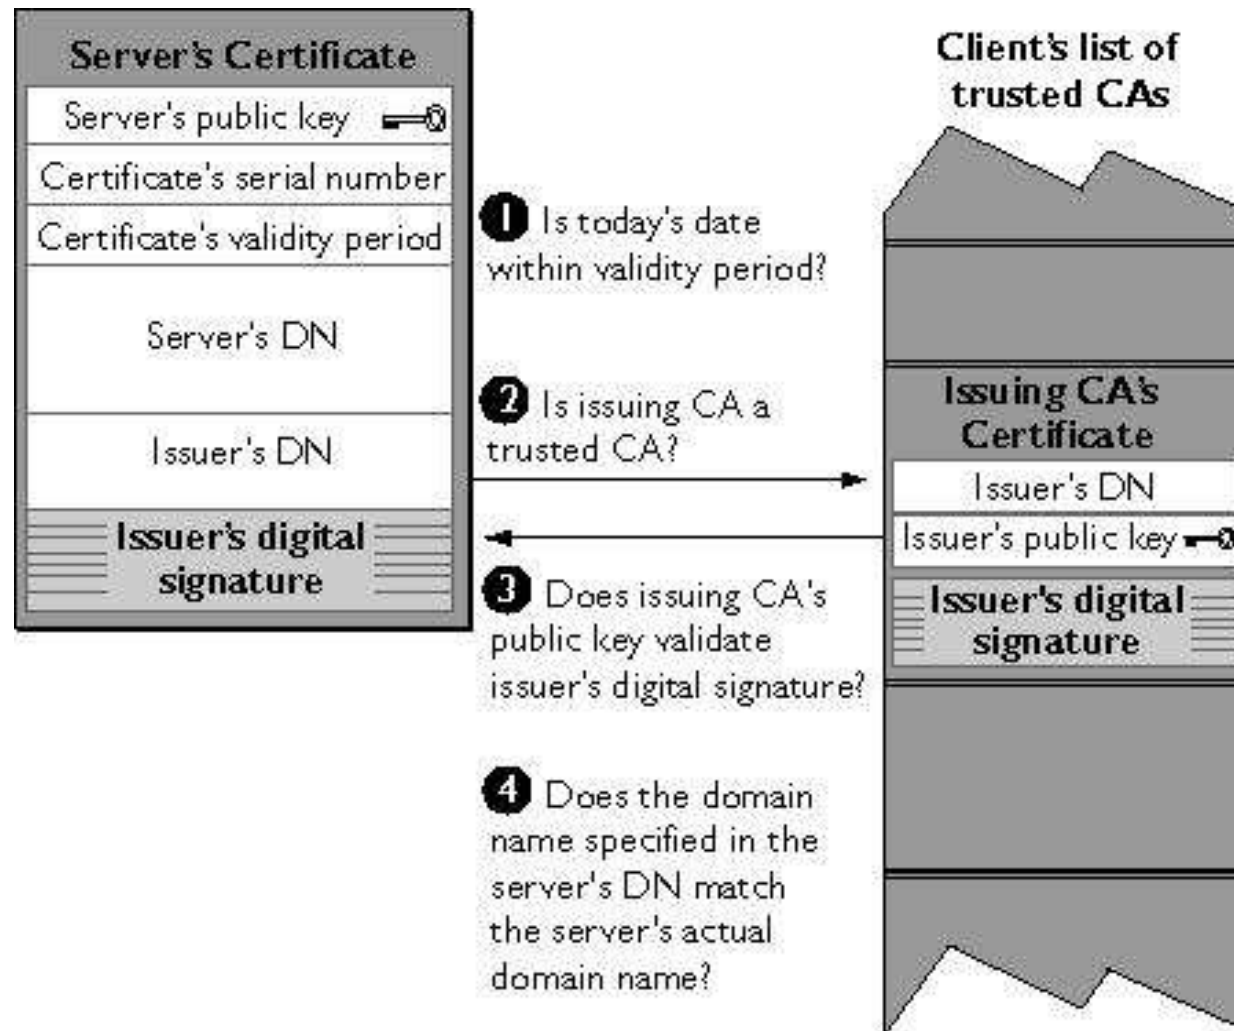 Server's Certificate
Server's public key
Certificate's serial number
Certificate's validity period
Server's DN
Issuer's DN
Issuer's digital
signature
1 Is today's date
within validity period?
2 Is issuing CA a
trusted CA?
3 Does issuing CA's
public key validate
issuer's digital signature?
4 Does the domain
name specified in the
server's DN match
the server's actual
domain name?
Client's list of
trusted CAs
Issuing CA's
Certificate
Issuer's DN
Issuer's public key
Issuer's digital
signature